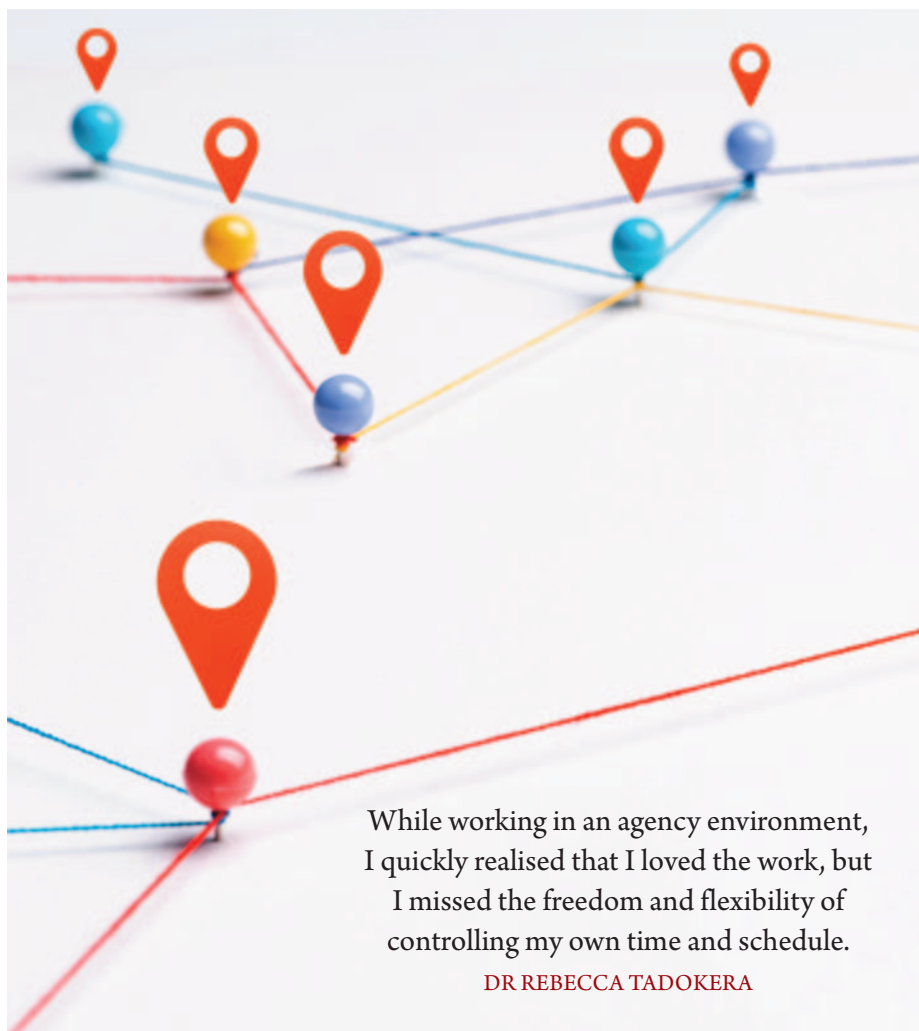 While working in an agency environment,
I quickly realised that I loved the work, but
I missed the freedom and flexibility of
controlling my own time and schedule.
DR REBECCA TADOKERA